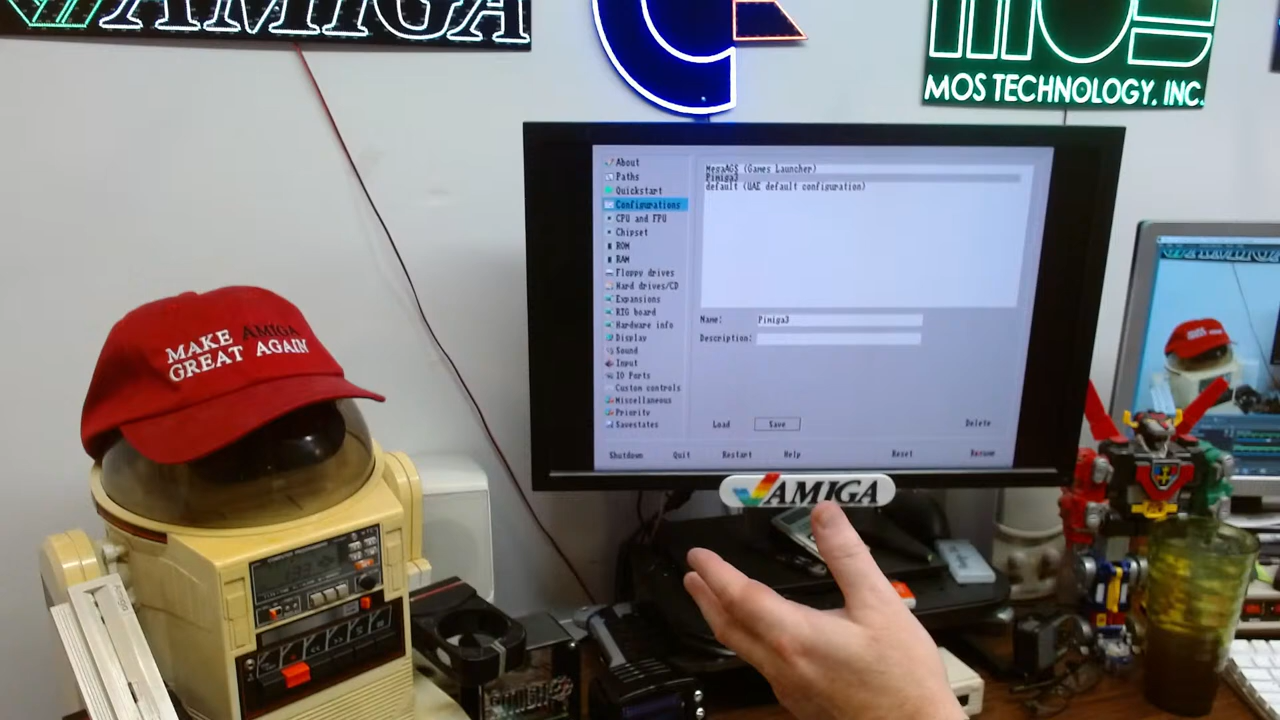 AMIGA
MOS TECHNOLOGY, INC.
About
Paths
Quickstart
Configurations
CPU and FPU
Chipset
ROM
RAM
Floppy drives
Hard drives/CD
Expansions
RTG board
Hardware info
Display
Sound
Input
IO Ports
Custom controls
Miscellaneous
Priority
Savestates
MegaAGS (Games Launcher)
Pimiga3
default (UAE default configuration)
Name: Pimiga3
Description:
Load Save Delete
Shutdown Quit Restart Help Reset Resume
AMIGA
MAKE AMIGA
GREAT AGAIN